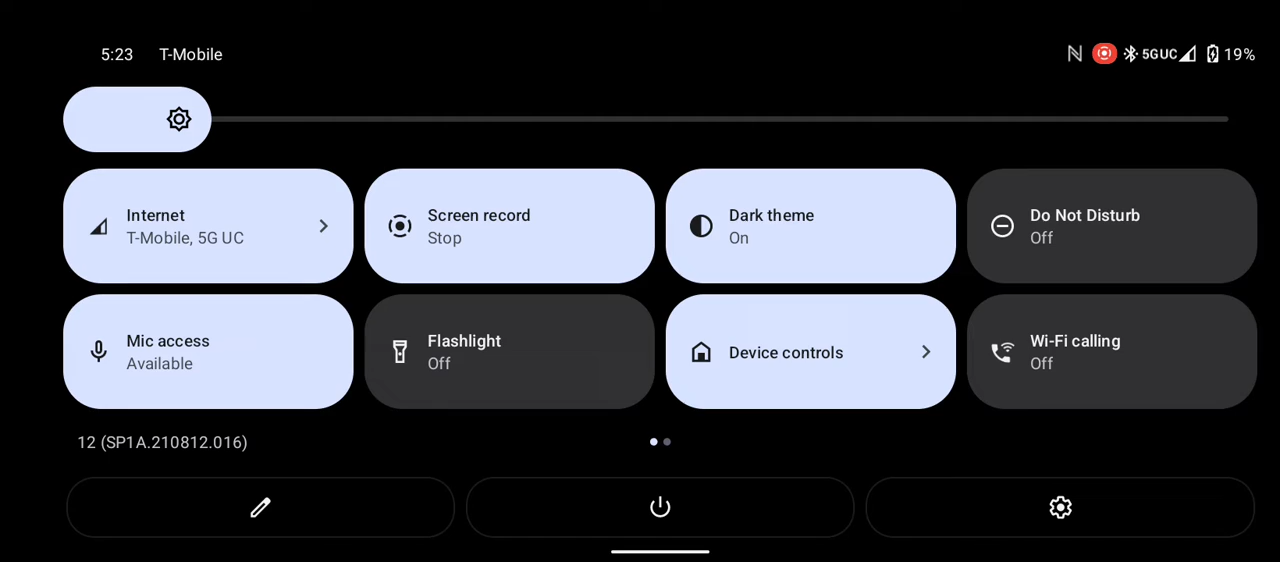 5:23 T-Mobile 5GUC 19%
Internet
T-Mobile, 5G UC
Screen record
Stop
Dark theme
On
Do Not Disturb
Off
Mic access
Available
Flashlight
Off
Device controls
Wi-Fi calling
Off
12 (SP1A.210812.016)